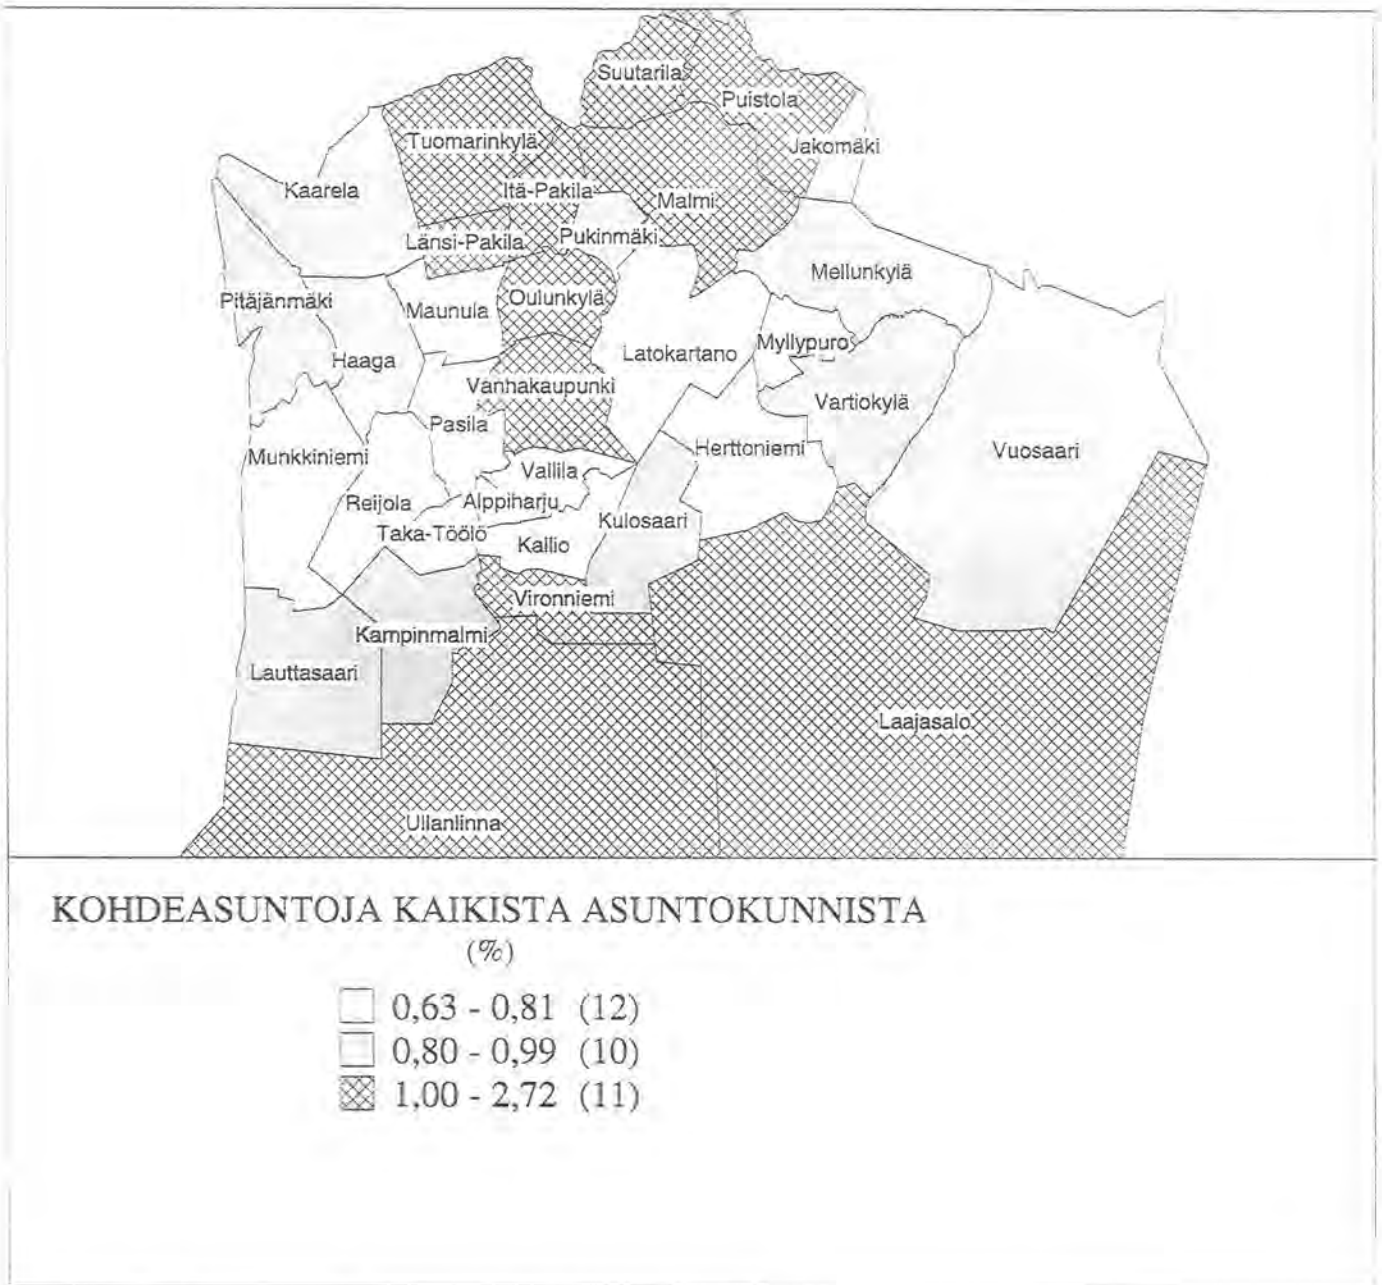 Suutarila
Puistola
Tuomarinkylä
Jakomäki
Kaarela
Itä-Pakila
Malmi
Länsi-Pakila
Pukinmäki
Mellunkylä
Pitäjänmäki
Maunula
Oulunkylä
Haaga
Latokartano
Myllypuro
Vanhakaupunki
Vartiokylä
Pasila
Munkkiniemi
Herttoniemi
Vuosaari
Vallila
Reijola
Alppiharju
Kulosaari
Taka-Töölö
Kallio
Vironniemi
Kampinmalmi
Lauttasaari
Laajasalo
Ullanlinna
KOHDEASUNTOJA KAIKISTA ASUNTOKUNNISTA
(%)
0,63 - 0,81 (12)
0,80 - 0,99 (10)
1,00 - 2,72 (11)